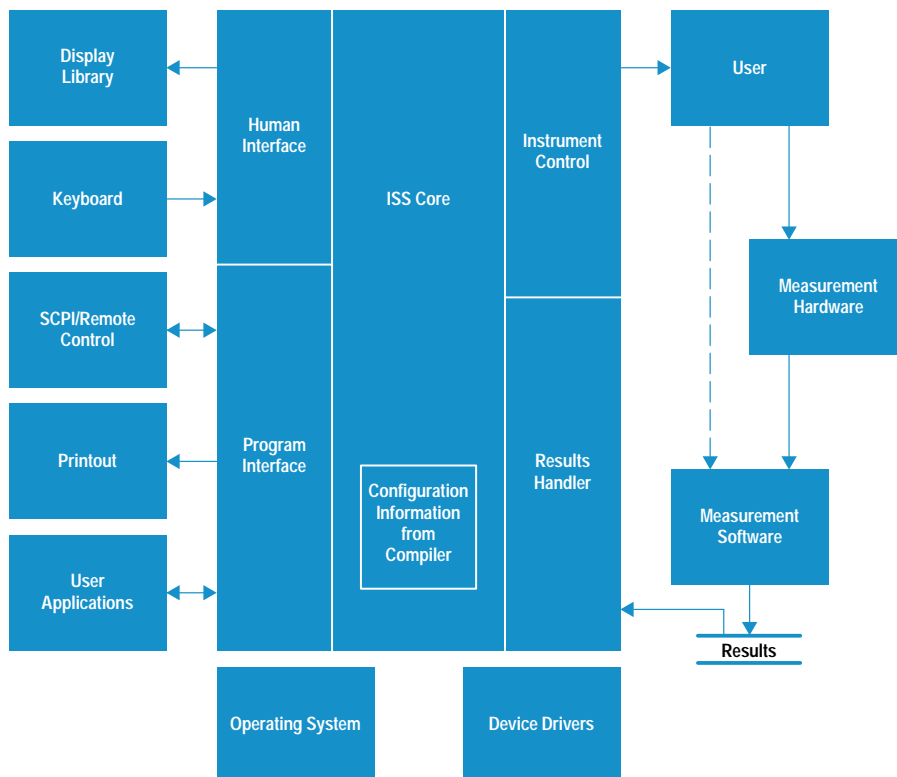 Display
Library
Human
Interface
Instrument
Control
User
Keyboard
ISS Core
SCPI/Remote
Control
Measurement
Hardware
Printout
Program
Interface
Results
Handler
Configuration
Information
from
Compiler
Measurement
Software
User
Applications
Results
Operating System
Device Drivers